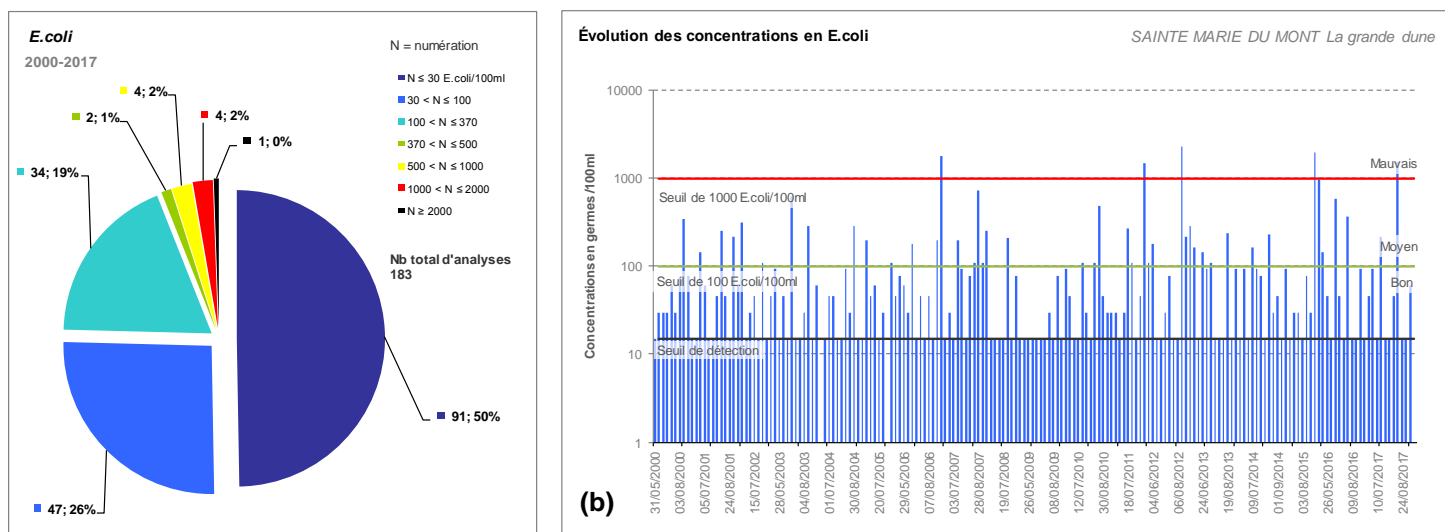 E.coli
2000-2017
N = numération
N ≤ 30 E.coli/100ml
30 < N ≤ 100
100 < N ≤ 370
370 < N ≤ 500
500 < N ≤ 1000
1000 < N ≤ 2000
N ≥ 2000
Nb total d'analyses
183
4; 2%
4; 2%
2; 1%
1; 0%
34; 19%
91; 50%
47; 26%
Évolution des concentrations en E.coli
SAINTE MARIE DU MONT La grande dune
Concentrations en germes /100ml
10000
1000
100
10
1
Mauvais
Seuil de 1000 E.coli/100ml
Moyen
Seuil de 100 E.coli/100ml
Bon
Seuil de détection
31/05/2000
03/08/2000
05/07/2001
24/08/2001
15/07/2002
28/05/2003
04/08/2003
01/07/2004
30/08/2004
20/07/2005
29/05/2006
07/08/2006
03/07/2007
28/08/2007
28/07/2008
19/06/2009
26/05/2009
08/08/2009
12/07/2010
30/08/2010
18/07/2011
04/06/2012
06/08/2012
24/06/2013
19/08/2013
09/07/2014
01/09/2014
03/08/2015
26/05/2016
09/08/2016
10/07/2017
24/08/2017
(b)